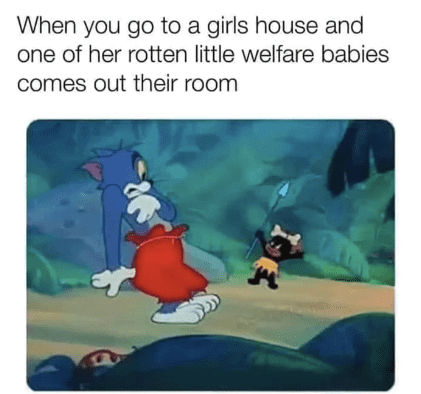 When you go to a girls house and
one of her rotten little welfare babies
comes out their room